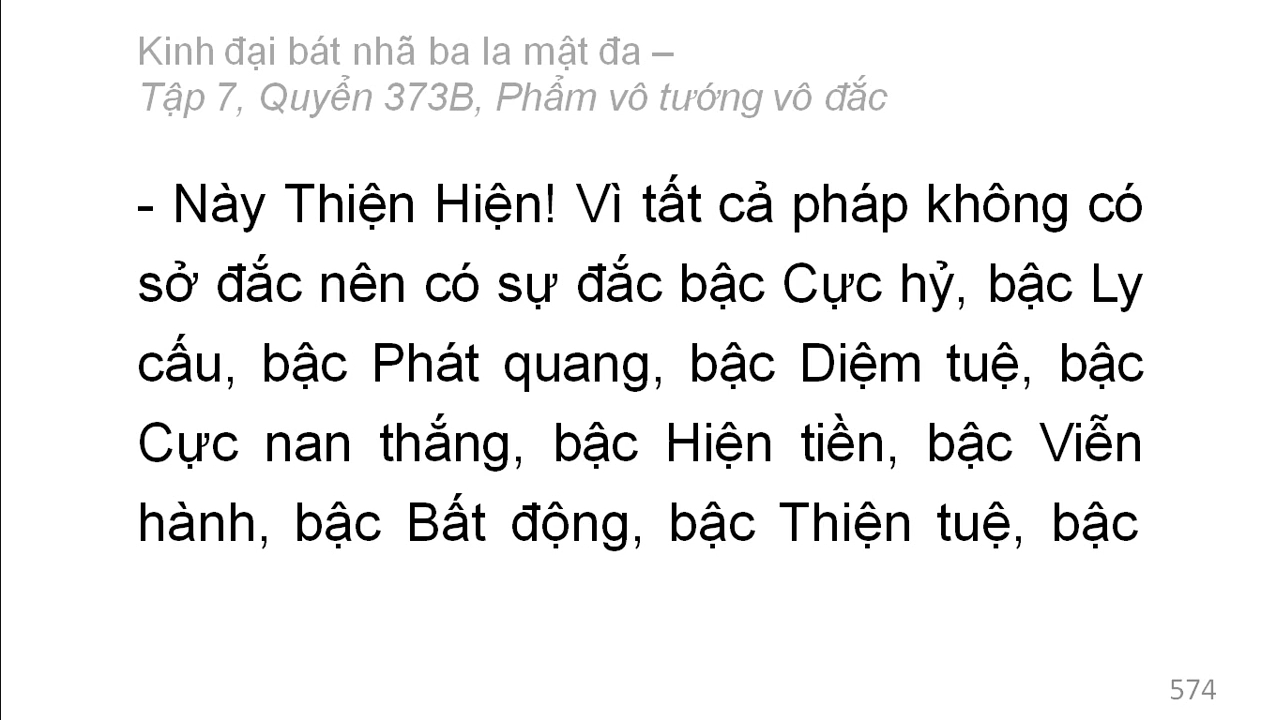 Kinh đại bát nhã ba la mật đa –
Tập 7, Quyển 373B, Phẩm vô tướng vô đắc
- Này Thiện Hiện! Vì tất cả pháp không có
sở đắc nên có sự đắc bậc Cực hỷ, bậc Ly
cấu, bậc Phát quang, bậc Diệm tuệ, bậc
Cực nan thắng, bậc Hiện tiền, bậc Viễn
hành, bậc Bất động, bậc Thiện tuệ, bậc
574